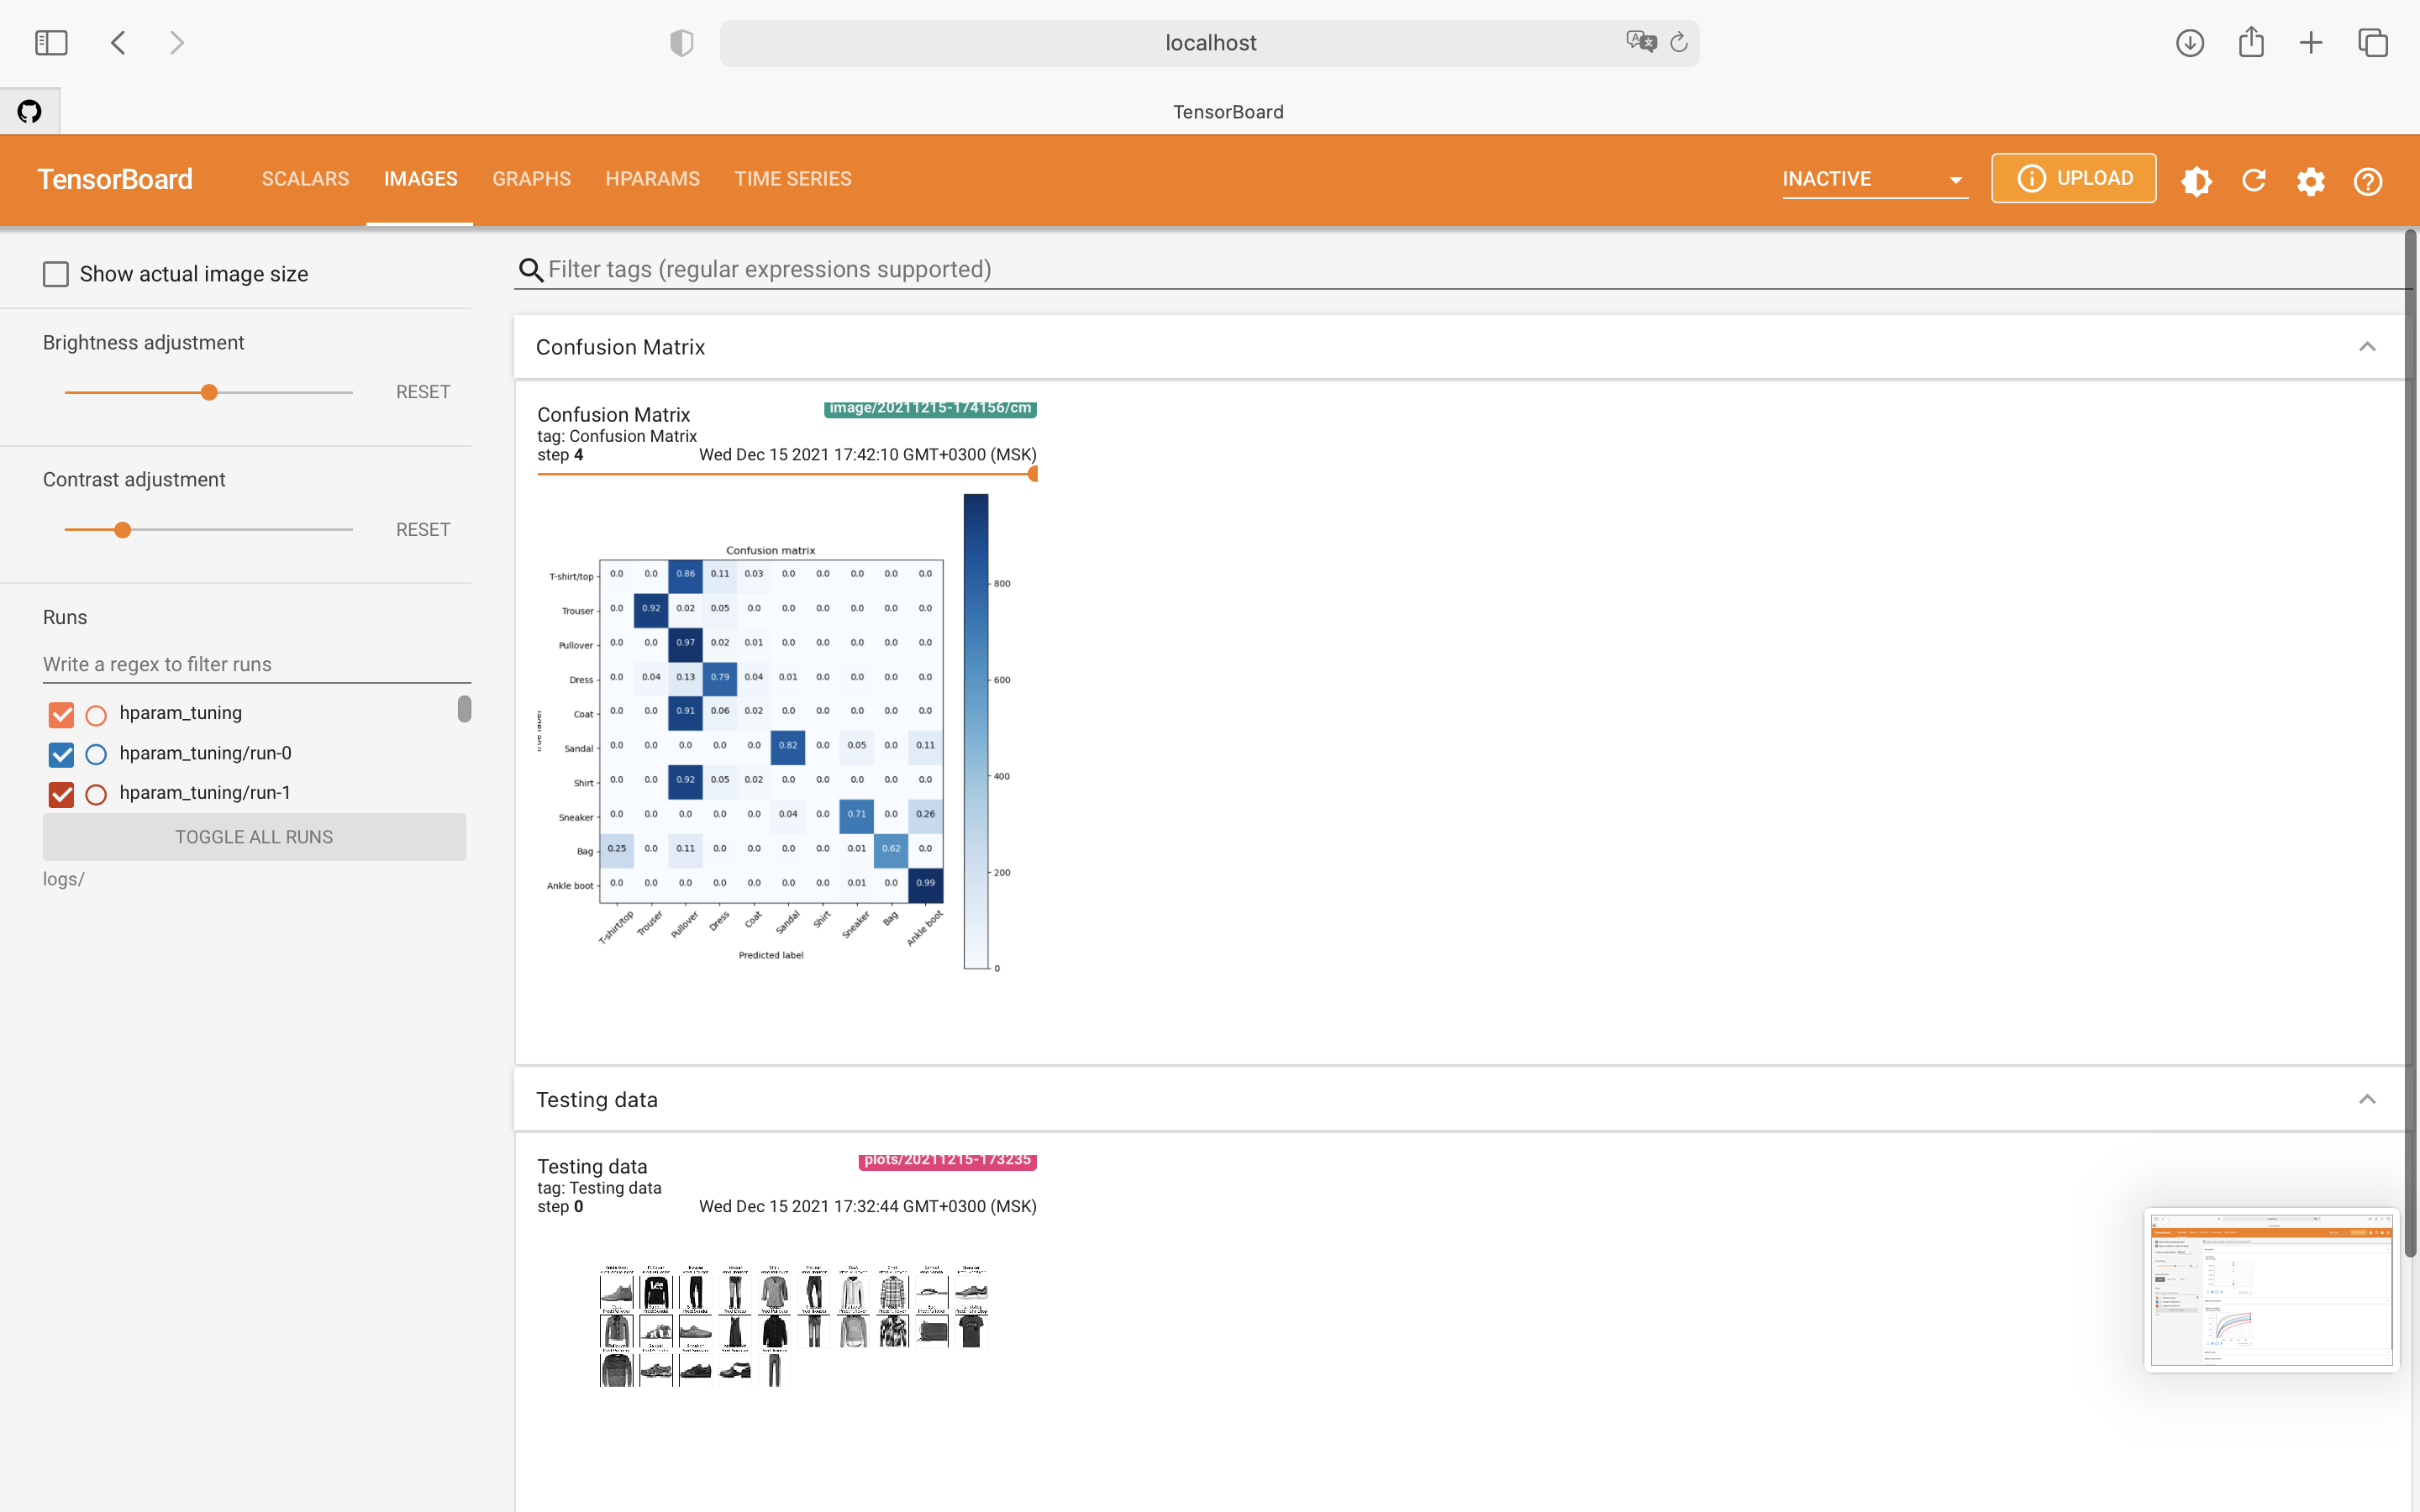 localhost
TensorBoard
TensorBoard
SCALARS IMAGES GRAPHS HPARAMS TIME SERIES
INACTIVE
UPLOAD
Show actual image size
Brightness adjustment
RESET
Contrast adjustment
RESET
Runs
Write a regex to filter runs
hparam_tuning
hparam_tuning/run-0
hparam_tuning/run-1
TOGGLE ALL RUNS
logs/
Filter tags (regular expressions supported)
Confusion Matrix
Confusion Matrix
image/20211215-174156/cm
tag: Confusion Matrix
step 4
Wed Dec 15 2021 17:42:10 GMT+0300 (MSK)
Confusion matrix
T-shirt/top 0.0 0.0 0.86 0.11 0.03 0.0 0.0 0.0 0.0 0.0
Trouser 0.0 0.92 0.02 0.05 0.0 0.0 0.0 0.0 0.0 0.0
Pullover 0.0 0.0 0.97 0.02 0.01 0.0 0.0 0.0 0.0 0.0
Dress 0.0 0.04 0.13 0.79 0.04 0.01 0.0 0.0 0.0 0.0
Coat 0.0 0.0 0.91 0.06 0.02 0.0 0.0 0.0 0.0 0.0
Sandal 0.0 0.0 0.0 0.0 0.0 0.82 0.0 0.05 0.0 0.11
Shirt 0.0 0.0 0.92 0.05 0.02 0.0 0.0 0.0 0.0 0.0
Sneaker 0.0 0.0 0.0 0.0 0.0 0.04 0.0 0.71 0.0 0.26
Bag 0.25 0.0 0.11 0.0 0.0 0.0 0.0 0.01 0.62 0.0
Ankle boot 0.0 0.0 0.0 0.0 0.0 0.0 0.0 0.01 0.0 0.99
T-shirt/top Trouser Pullover Dress Coat Sandal Shirt Sneaker Bag Ankle boot
Predicted label
800
600
400
200
0
Testing data
Testing data
plots/20211215-173235
tag: Testing data
step 0
Wed Dec 15 2021 17:32:44 GMT+0300 (MSK)
Lee